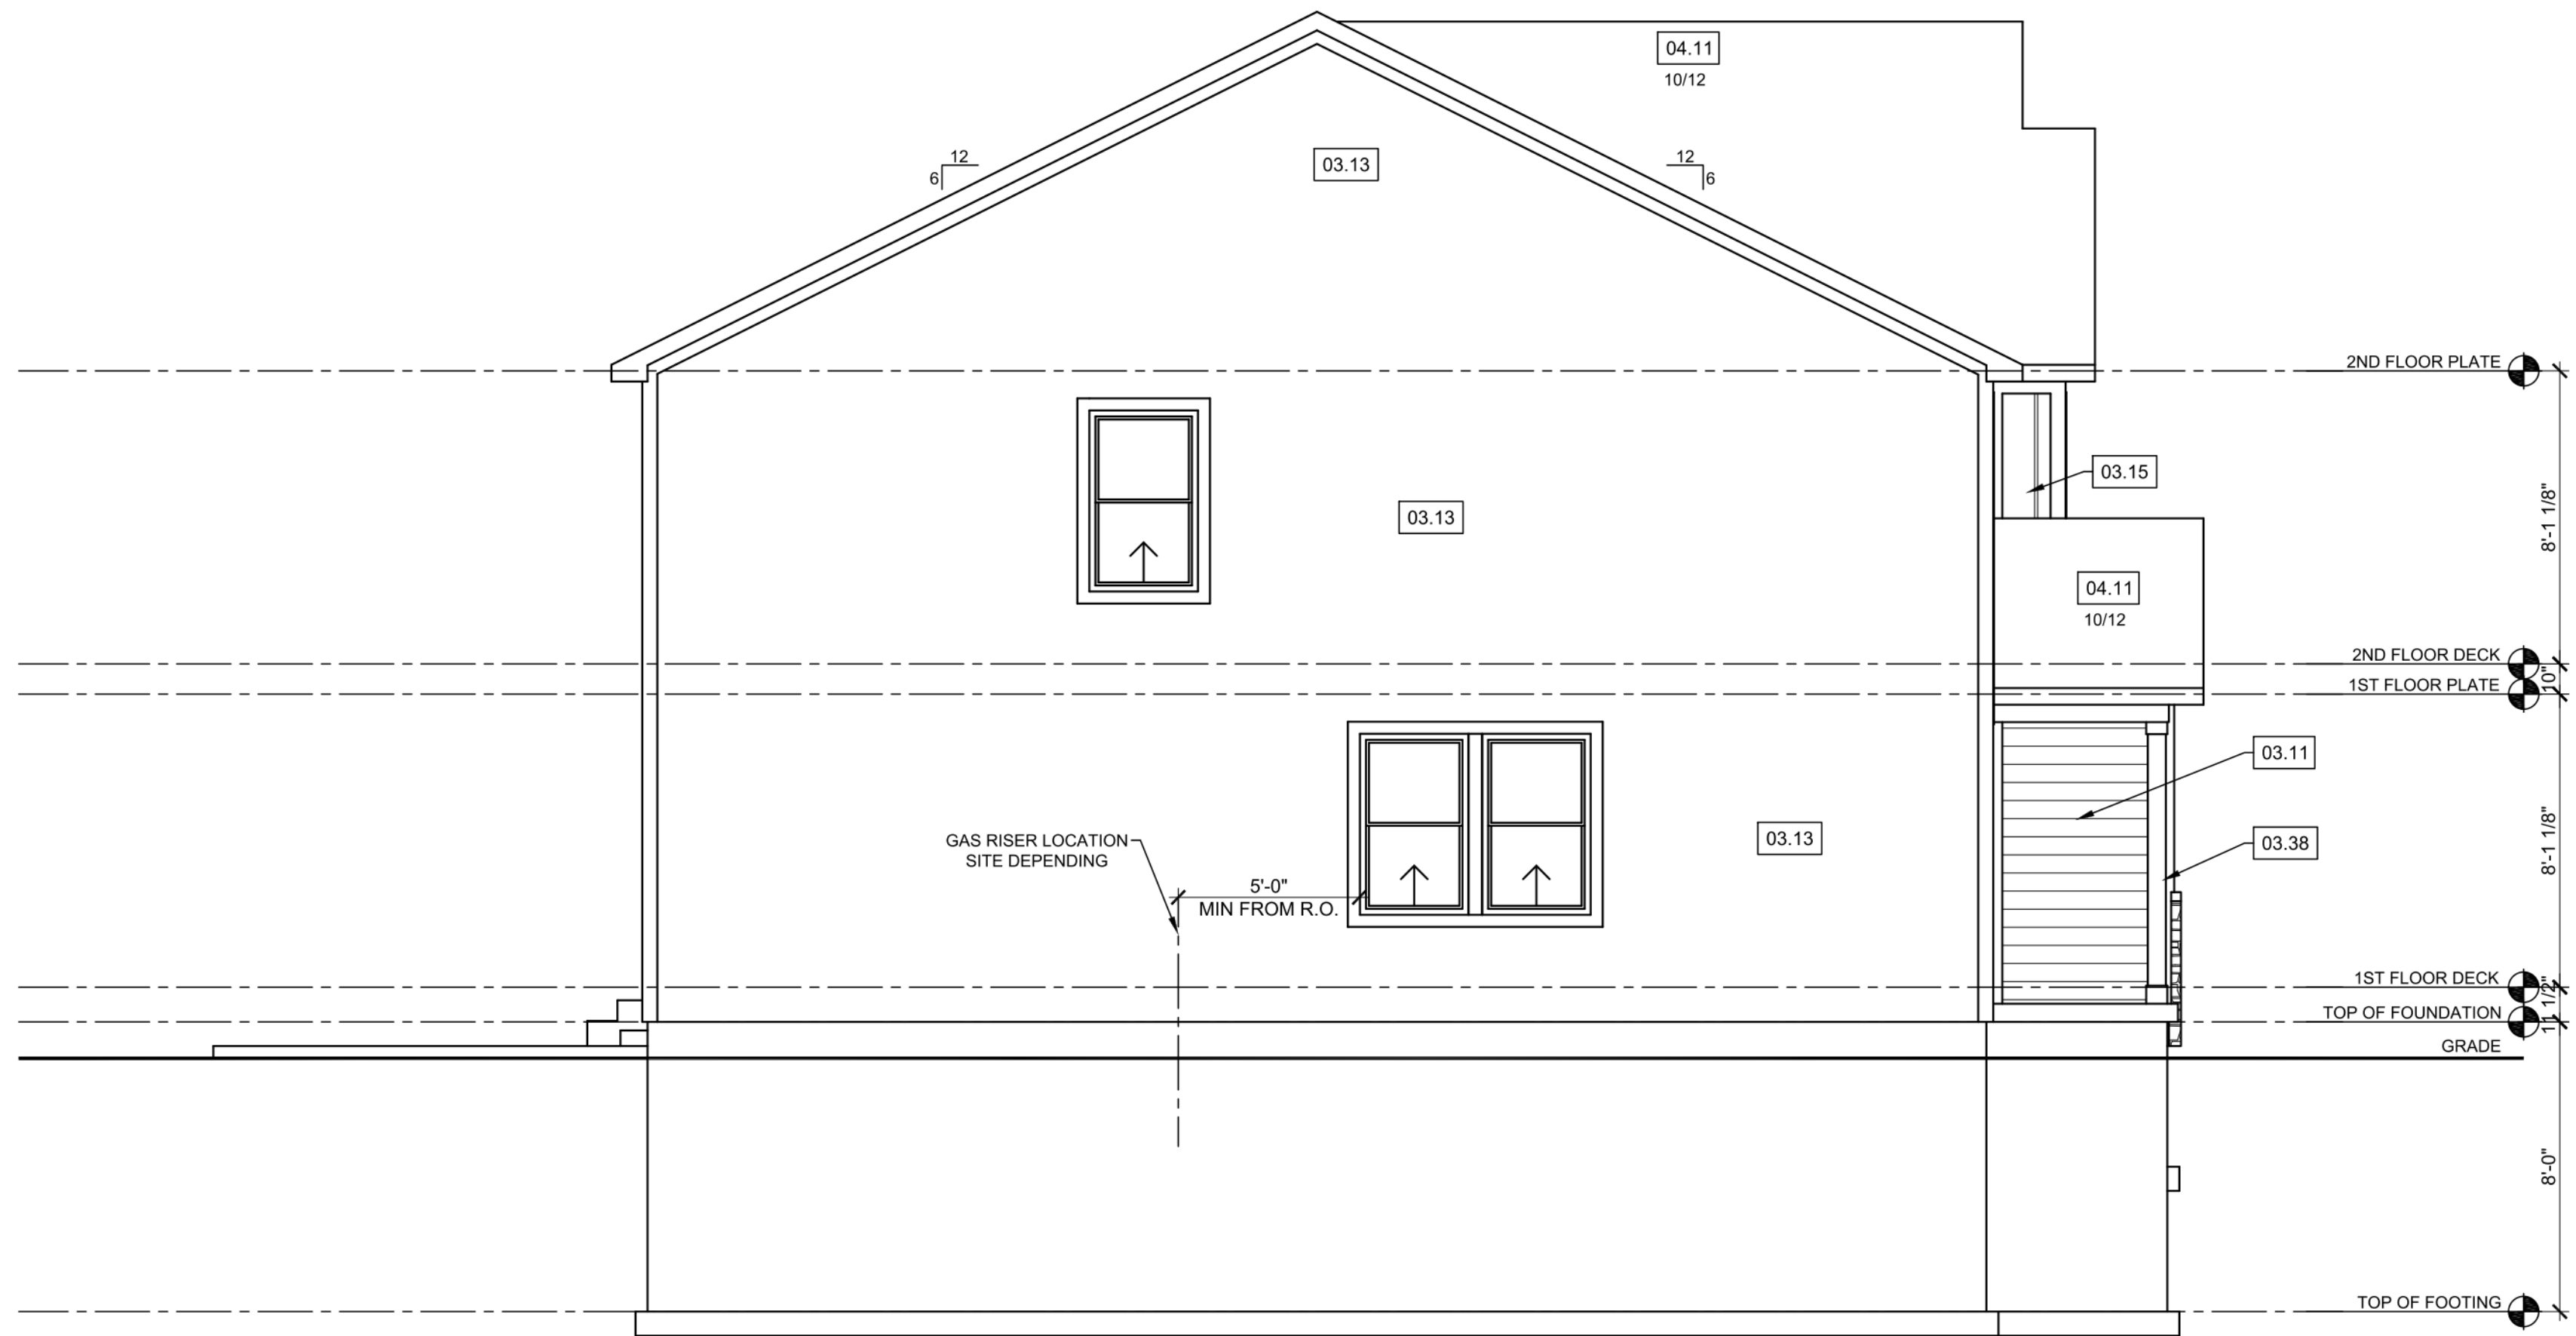 04.11
10/12
12
6
03.13
12
6
2ND FLOOR PLATE
03.15
8'-1 1/8"
03.13
04.11
10/12
2ND FLOOR DECK
10"
1ST FLOOR PLATE
03.11
03.13
GAS RISER LOCATION
SITE DEPENDING
03.38
8'-1 1/8"
5'-0"
MIN FROM R.O.
1ST FLOOR DECK
11 1/2"
TOP OF FOUNDATION
GRADE
8'-0"
TOP OF FOOTING